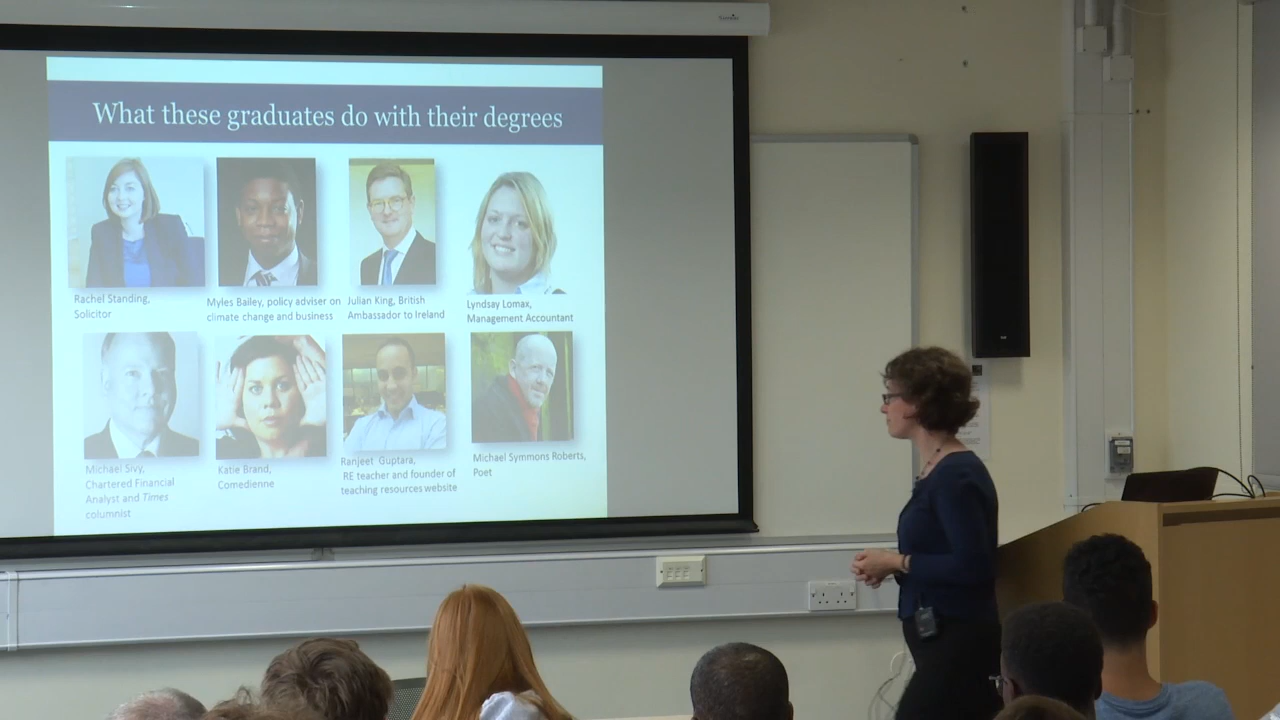 What these graduates do with their degrees
Rachel Standing,
Solicitor
Myles Bailey, policy adviser on
climate change and business
Julian King, British
Ambassador to Ireland
Lyndsay Lomax,
Management Accountant
Michael Sivy,
Chartered Financial
Analyst and Times
columnist
Katie Brand,
Comedienne
Ranjeet Guptara,
RE teacher and founder of
teaching resources website
Michael Symmons Roberts,
Poet